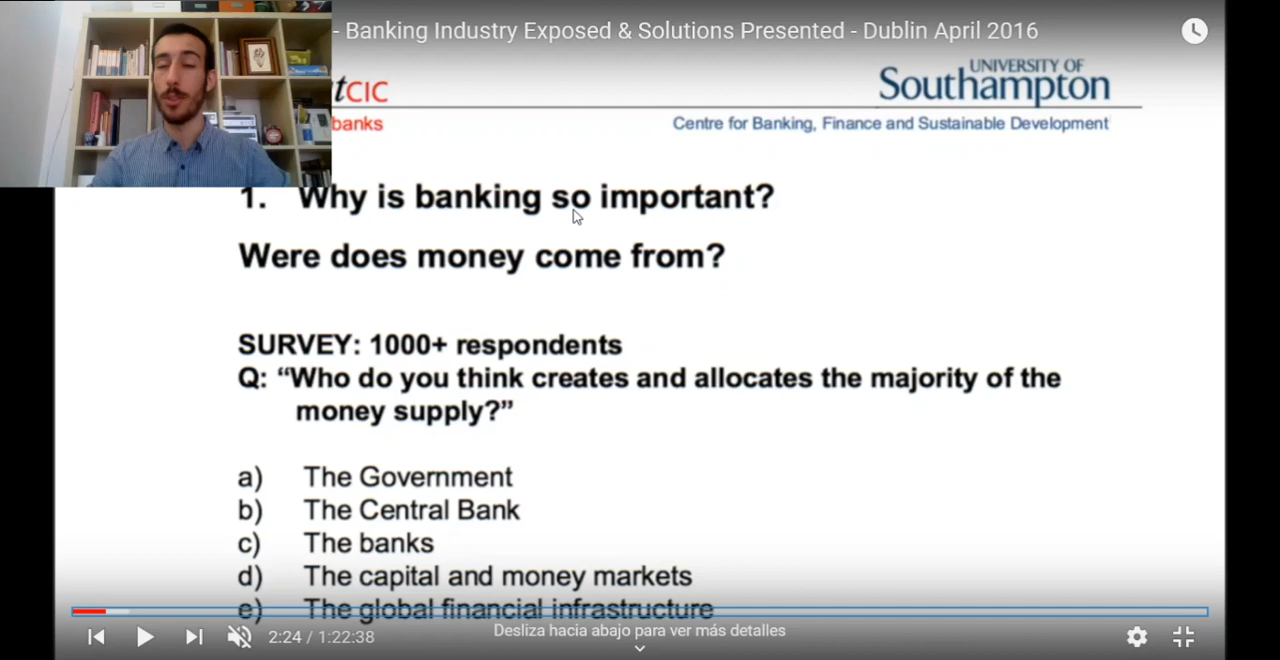 - Banking Industry Exposed & Solutions Presented - Dublin April 2016
tCIC
banks
UNIVERSITY OF
Southampton
Centre for Banking, Finance and Sustainable Development
1. Why is banking so important?
Were does money come from?
SURVEY: 1000+ respondents
Q: “Who do you think creates and allocates the majority of the
money supply?”
a) The Government
b) The Central Bank
c) The banks
d) The capital and money markets
e) The global financial infrastructure
2:24 / 1:22:38
Desliza hacia abajo para ver más detalles